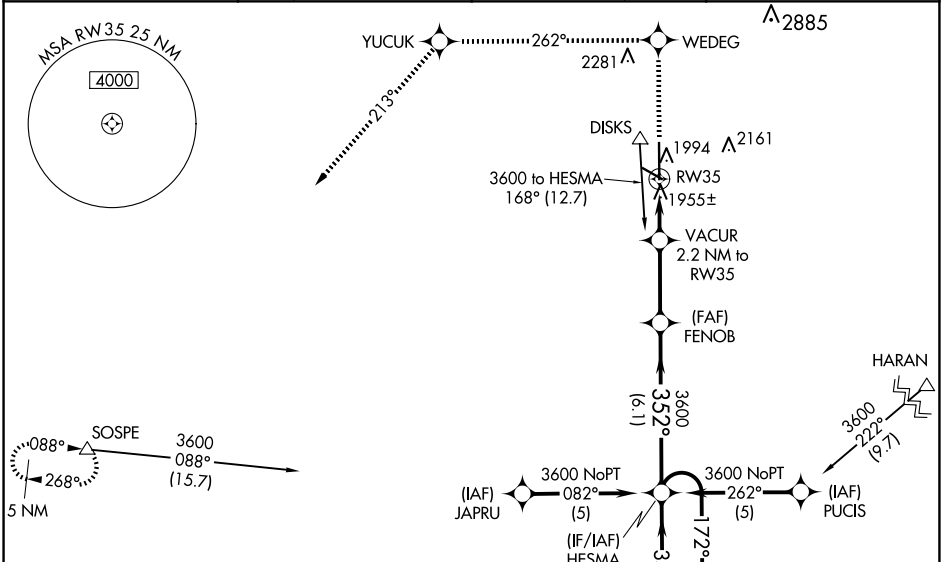 MSA RW35 25 NM
4000
YUCUK
262°
WEDEG
2281
2885
213°
DISKS
1994
2161
3600 to HESMA
168° (12.7)
RW35
1955±
VACUR
2.2 NM to
RW35
(FAF)
FENOB
3600
352°
(6.1)
HARAN
3600
222°
(9.7)
SOSPE
088°
268°
5 NM
3600
088°
(15.7)
(IAF)
JAPRU
3600 NoPT
082°
(5)
3600 NoPT
262°
(5)
(IAF)
PUCIS
(IF/IAF)
HESMA
172°
3